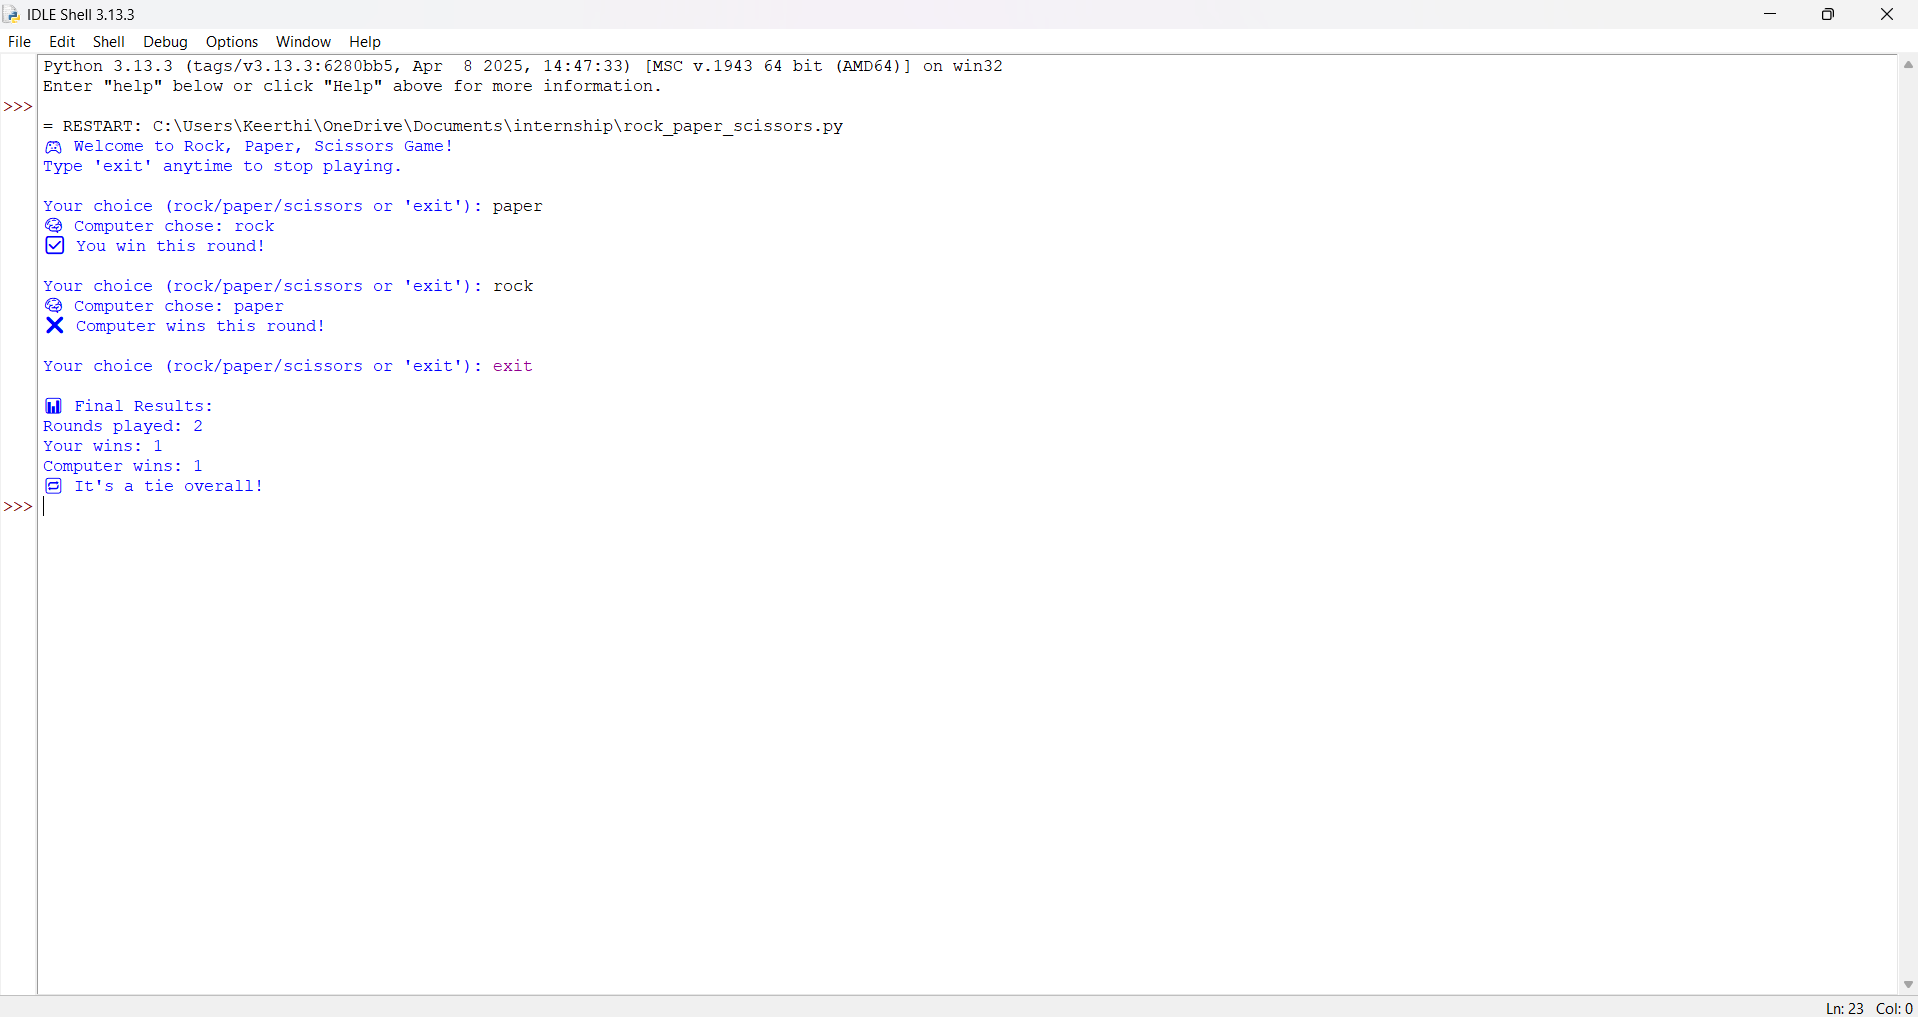 IDLE Shell 3.13.3
File Edit Shell Debug Options Window Help
Python 3.13.3 (tags/v3.13.3:6280bb5, Apr  8 2025, 14:47:33) [MSC v.1943 64 bit (AMD64)] on win32
Enter "help" below or click "Help" above for more information.
>>>
= RESTART: C:\Users\Keerthi\OneDrive\Documents\internship\rock_paper_scissors.py
🎮 Welcome to Rock, Paper, Scissors Game!
Type 'exit' anytime to stop playing.
Your choice (rock/paper/scissors or 'exit'): paper
🧠 Computer chose: rock
✅ You win this round!
Your choice (rock/paper/scissors or 'exit'): rock
🧠 Computer chose: paper
❌ Computer wins this round!
Your choice (rock/paper/scissors or 'exit'): exit
📊 Final Results:
Rounds played: 2
Your wins: 1
Computer wins: 1
🔁 It's a tie overall!
>>>
Ln: 23 Col: 0